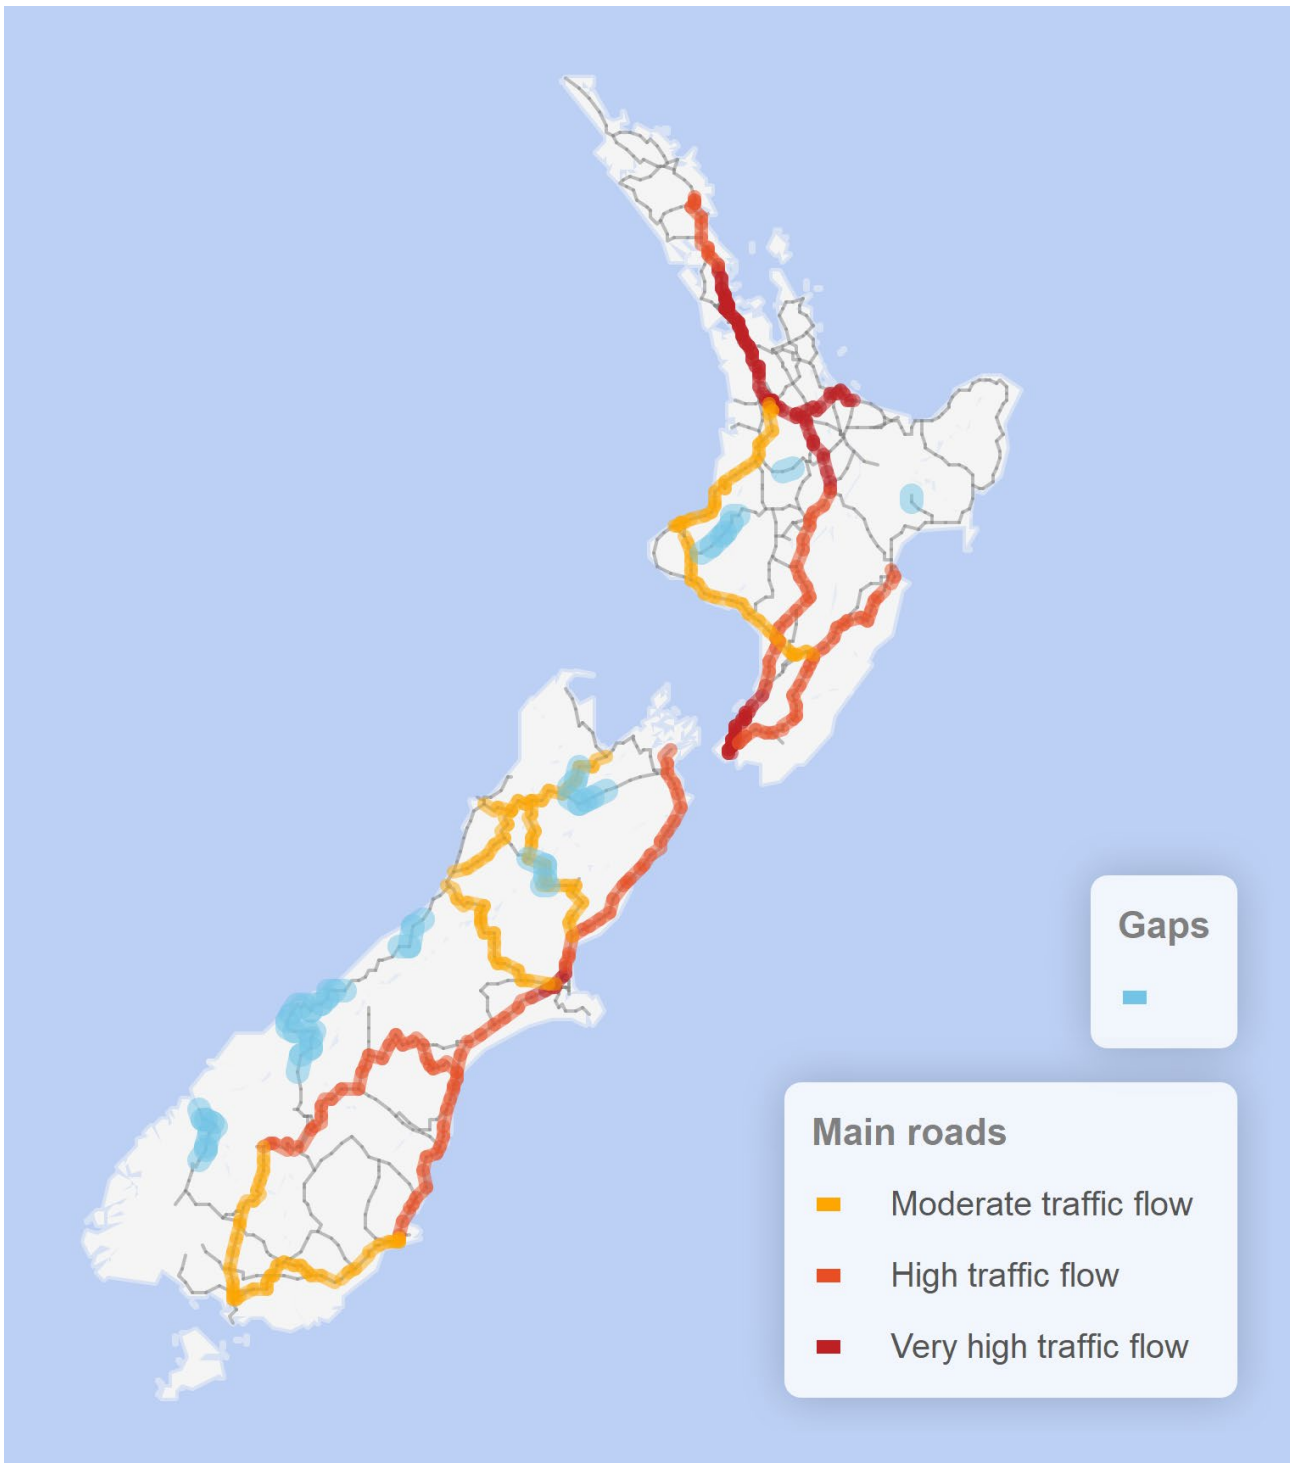 Gaps
Main roads
Moderate traffic flow
High traffic flow
Very high traffic flow